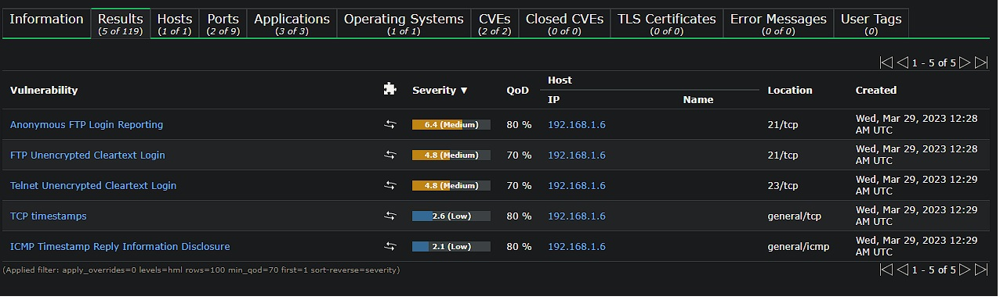 Information Results Hosts Ports Applications Operating Systems CVEs Closed CVEs TLS Certificates Error Messages User Tags
(5 of 119) (1 of 1) (2 of 9) (3 of 3) (1 of 1) (2 of 2) (0 of 0) (0 of 0) (0 of 0) (0)
1 - 5 of 5
Vulnerability Severity ▼ QoD Host Location Created
IP Name
Anonymous FTP Login Reporting 6.4 (Medium) 80 % 192.168.1.6 21/tcp Wed, Mar 29, 2023 12:28
AM UTC
FTP Unencrypted Cleartext Login 4.8 (Medium) 70 % 192.168.1.6 21/tcp Wed, Mar 29, 2023 12:28
AM UTC
Telnet Unencrypted Cleartext Login 4.8 (Medium) 70 % 192.168.1.6 23/tcp Wed, Mar 29, 2023 12:29
AM UTC
TCP timestamps 2.6 (Low) 80 % 192.168.1.6 general/tcp Wed, Mar 29, 2023 12:29
AM UTC
ICMP Timestamp Reply Information Disclosure 2.1 (Low) 80 % 192.168.1.6 general/icmp Wed, Mar 29, 2023 12:29
AM UTC
(Applied filter: apply_overrides=0 levels=hml rows=100 min_qod=70 first=1 sort-reverse=severity) 1 - 5 of 5